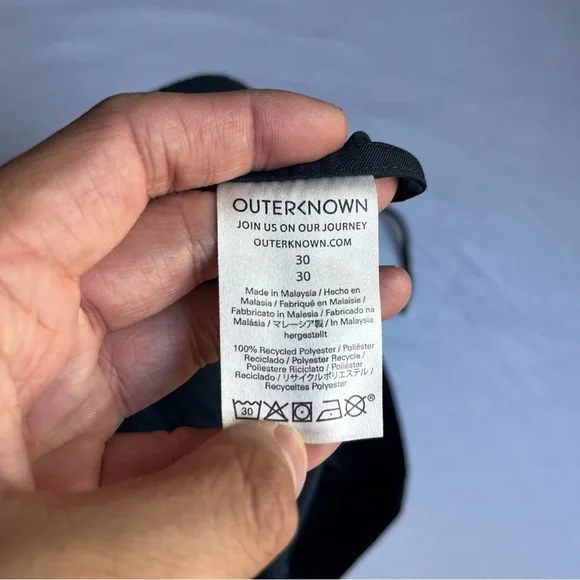 OUTERKNOWN
JOIN US ON OUR JOURNEY
OUTERKNOWN.COM
30
30
Made in Malaysia / Hecho en
Malasia / Fabriqué en Malaisie /
Fabbricato in Malesia / Fabricado na
Malásia / マレーシア製 / In Malaysia
hergestellt
100% Recycled Polyester / Poliéster
Reciclado / Polyester Recycle /
Poliestere Riciclato / Poliéster
Reciclado / リサイクルポリエステル /
Recyceltes Polyester
30 ®